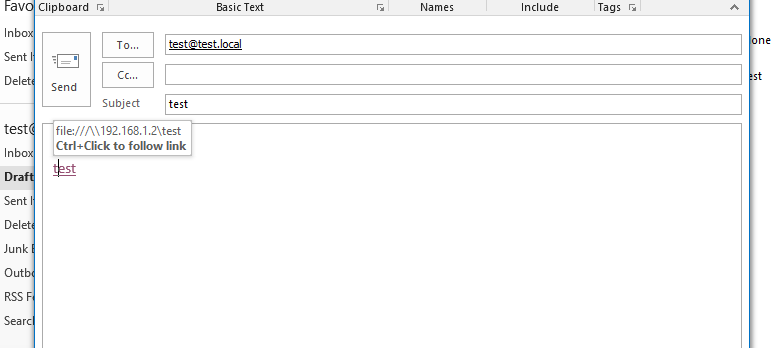 Favo
Clipboard
Basic Text
Names
Include
Tags
Inbox
Sent It
Delete
To...
test@test.local
Cc...
Send
Subject
test
one
est
test@
file:///\\192.168.1.2\test
Ctrl+Click to follow link
test
Inbox
Draft
Sent It
Delete
Junk E
Outbo
RSS Fe
Search